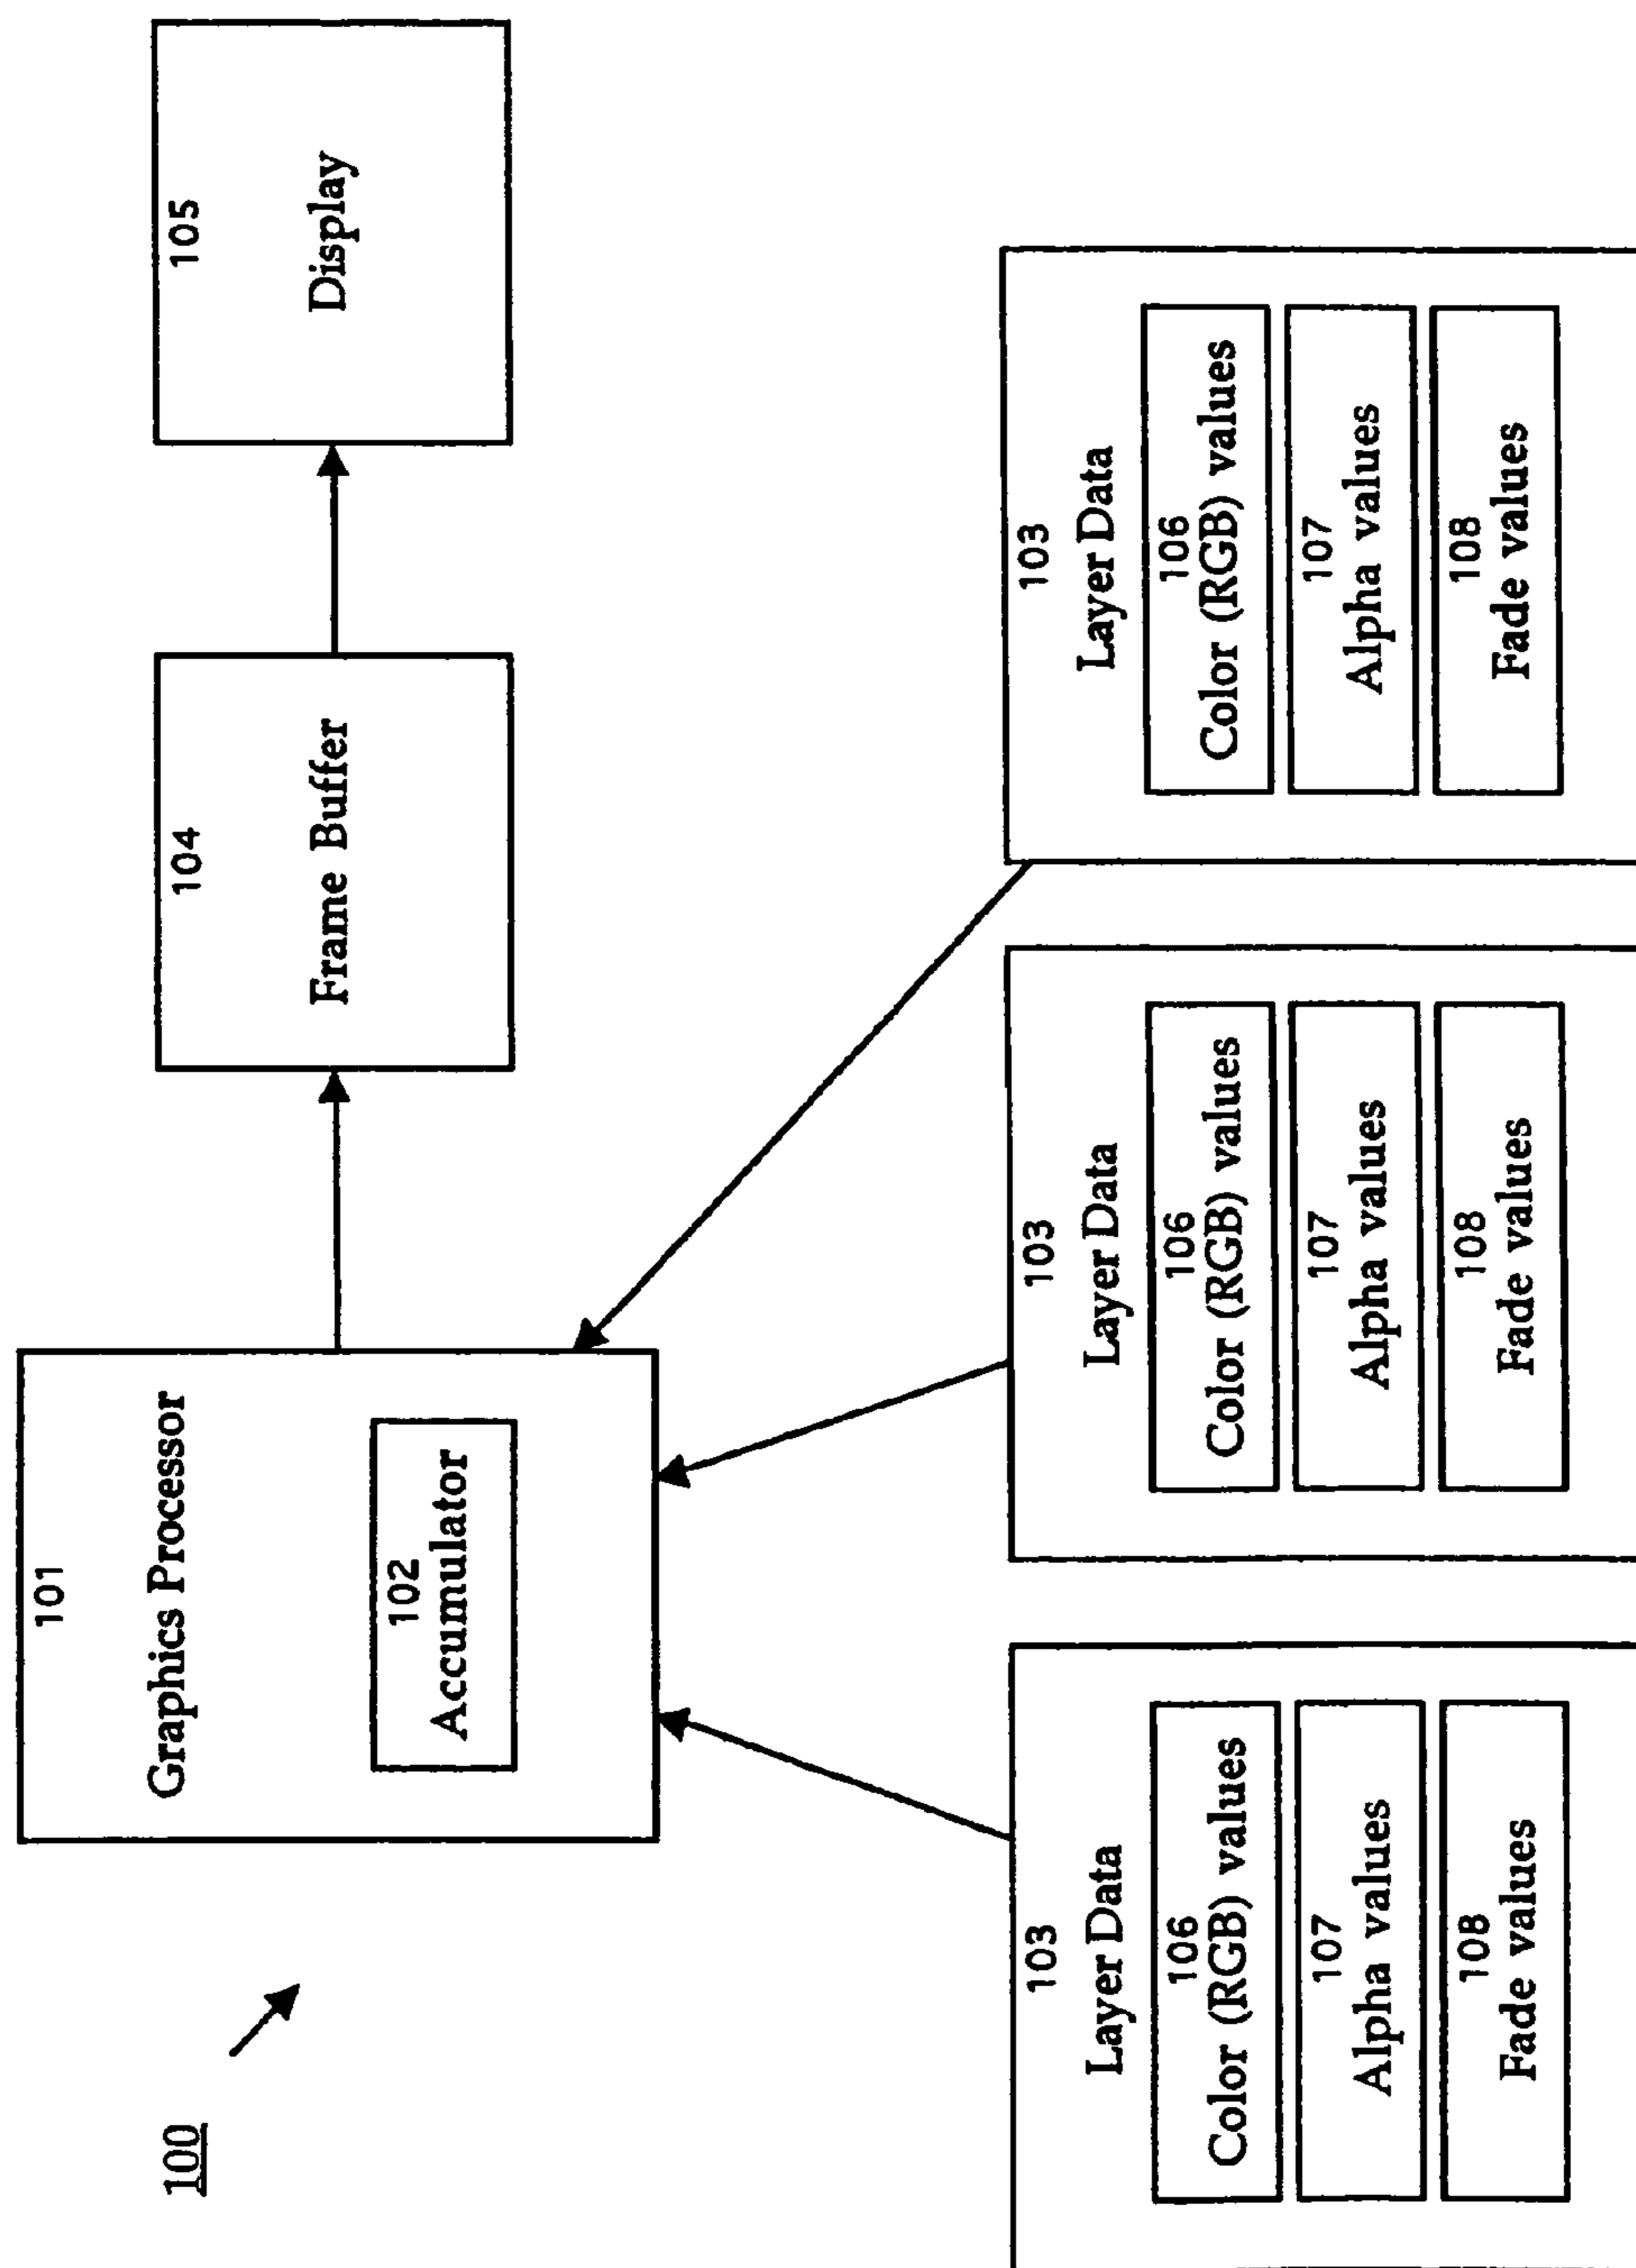 100
101
Graphics Processor
102
Accumulator
104
Frame Buffer
105
Display
103
Layer Data
106
Color (RGB) values
107
Alpha values
108
Fade values
103
Layer Data
106
Color (RGB) values
107
Alpha values
108
Fade values
103
Layer Data
106
Color (RGB) values
107
Alpha values
108
Fade values